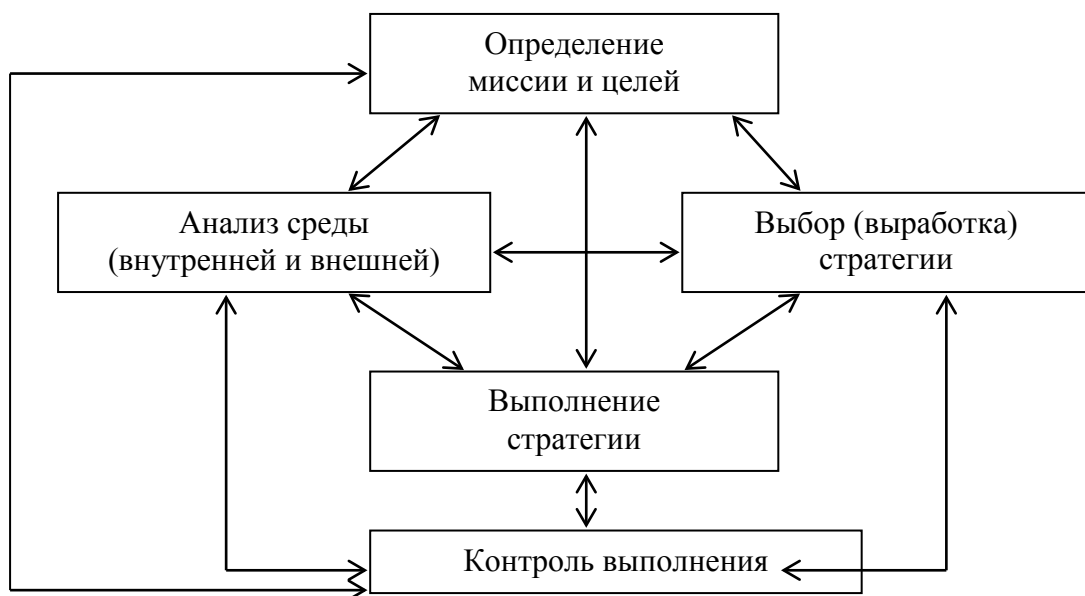 Определение
миссии и целей
Анализ среды
(внутренней и внешней)
Выбор (выработка)
стратегии
Выполнение
стратегии
Контроль выполнения